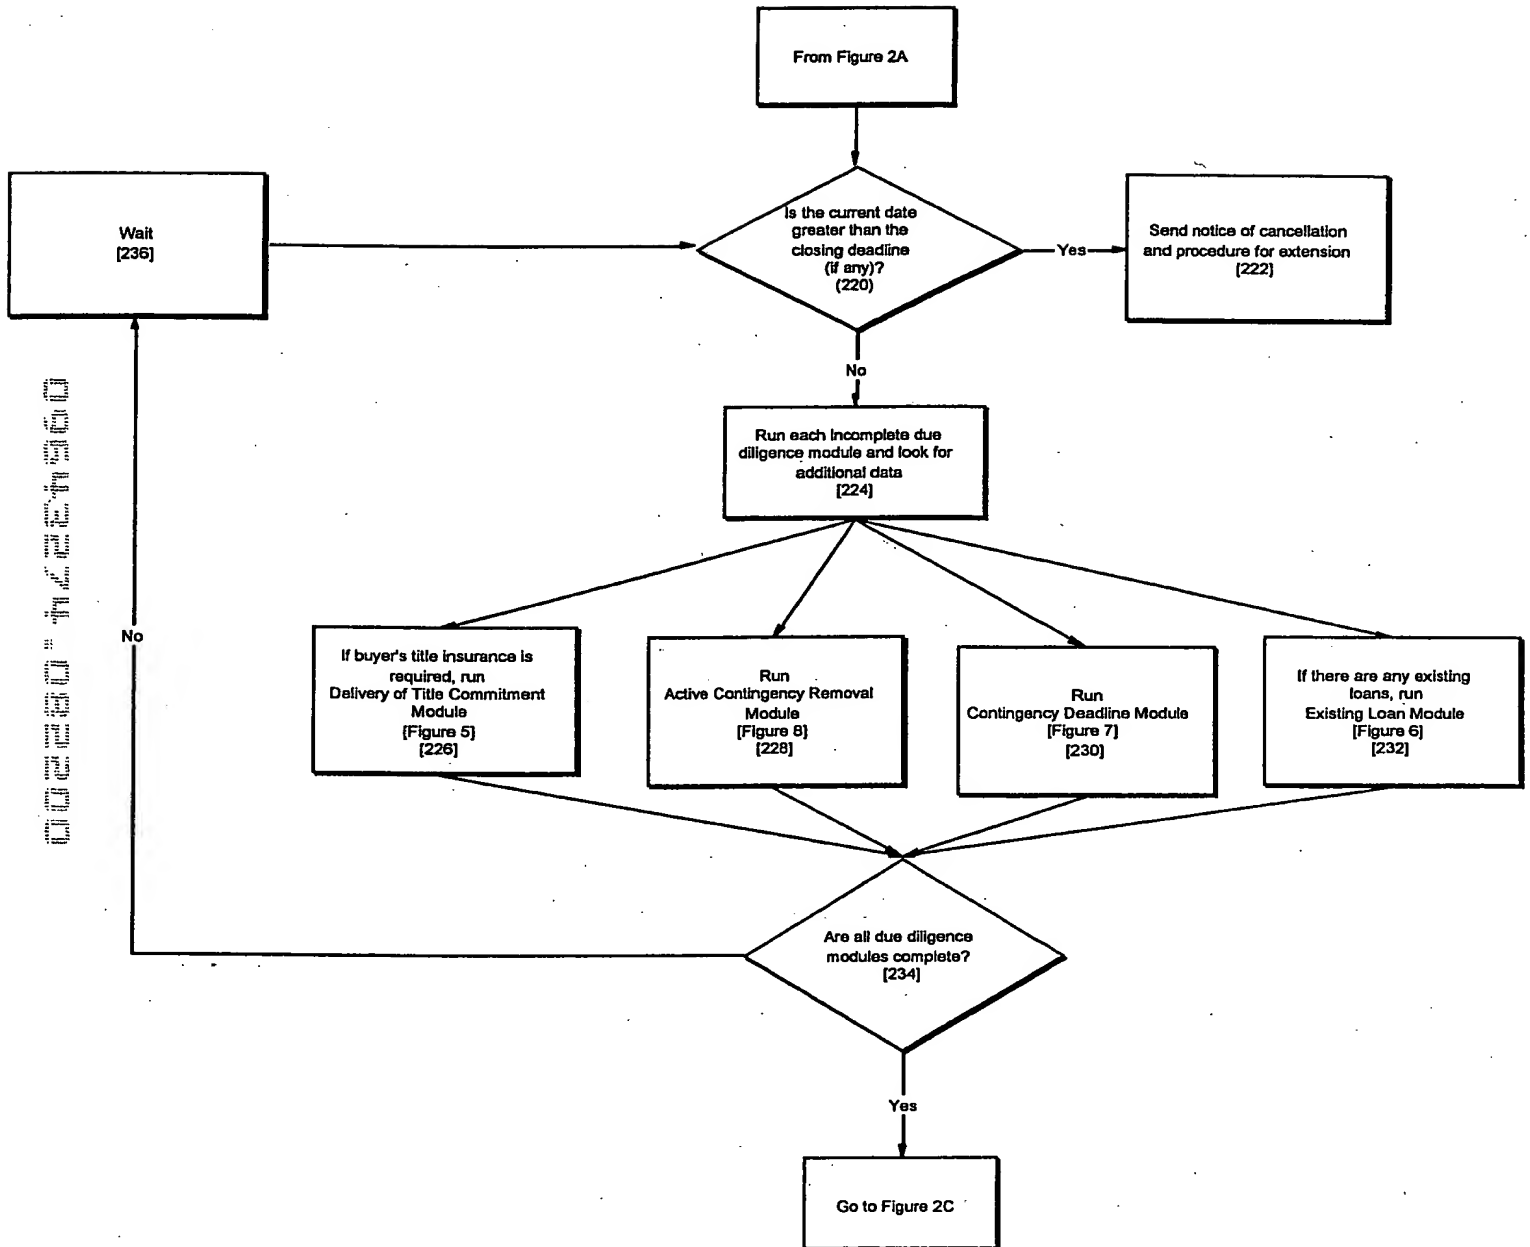 From Figure 2A
Wait
[236]
Is the current date
greater than the
closing deadline
(if any)?
(220)
Yes
Send notice of cancellation
and procedure for extension
[222]
No
Run each incomplete due
diligence module and look for
additional data
[224]
If buyer's title insurance is
required, run
Delivery of Title Commitment
Module
[Figure 5]
[226]
Run
Active Contingency Removal
Module
[Figure 8]
[228]
Run
Contingency Deadline Module
[Figure 7]
[230]
If there are any existing
loans, run
Existing Loan Module
[Figure 6]
[232]
No
Are all due diligence
modules complete?
[234]
Yes
Go to Figure 2C